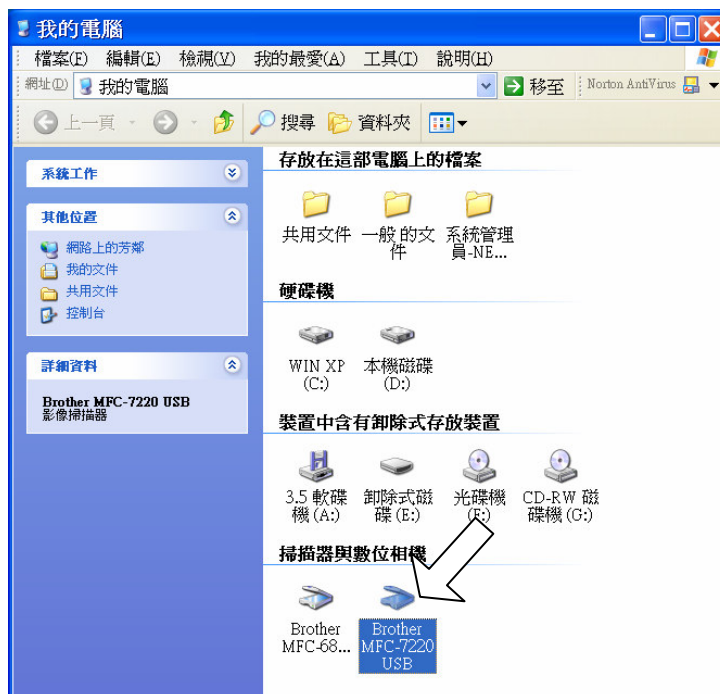 我的電腦
檔案(F) 編輯(E) 檢視(V) 我的最愛(A) 工具(T) 說明(H)
網址(D) 我的電腦 移至 Norton AntiVirus
上一頁 搜尋 資料夾
系統工作
其他位置
網路上的芳鄰
我的文件
共用文件
控制台
詳細資料
Brother MFC-7220 USB
影像掃描器
存放在這部電腦上的檔案
共用文件 一般 的文 系統管理
件 員-NE...
硬碟機
WIN XP 本機磁碟
(C:) (D:)
裝置中含有卸除式存放裝置
3.5 軟碟 卸除式磁 光碟機 CD-RW 磁
機 (A:) 碟 (E:) (F:) 碟機 (G:)
掃描器與數位相機
Brother Brother
MFC-68... MFC-7220
USB